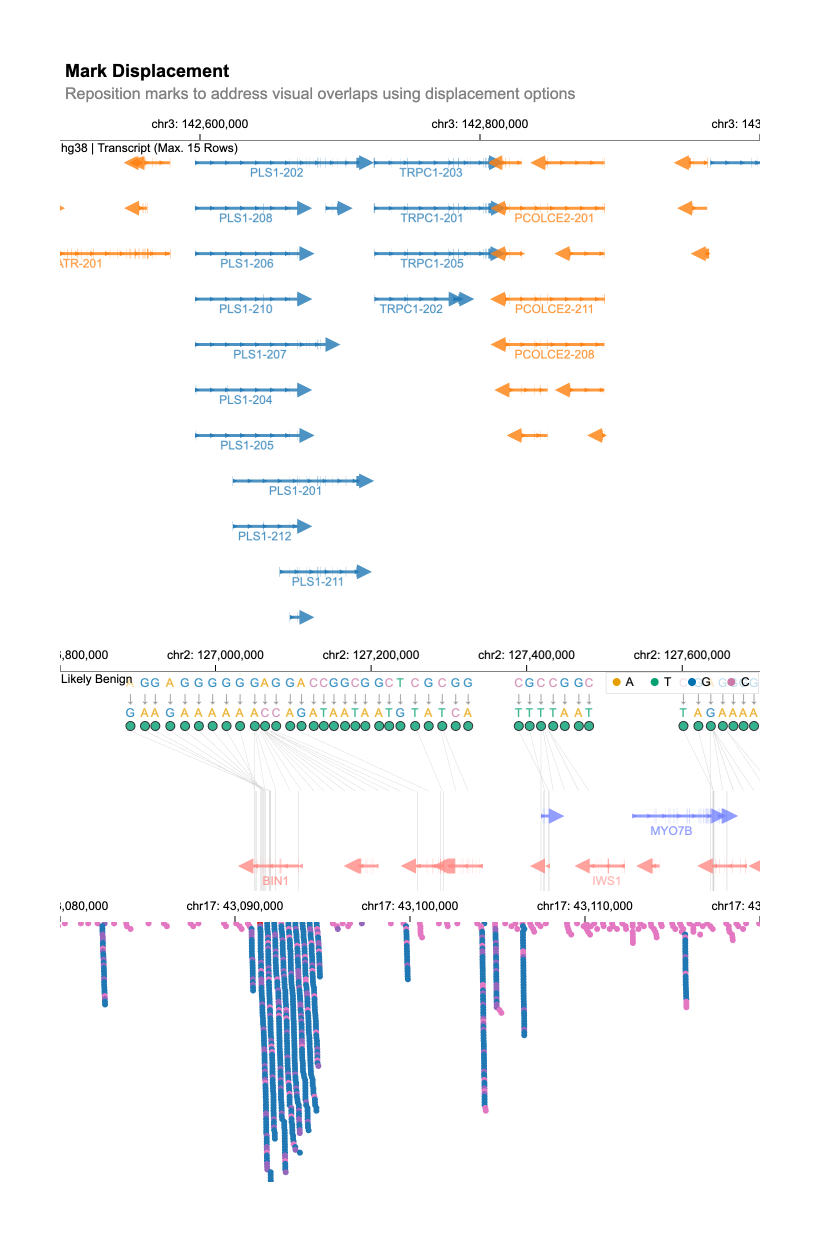 Mark Displacement
Reposition marks to address visual overlaps using displacement options
chr3: 142,600,000 chr3: 142,800,000 chr3: 143
hg38 | Transcript (Max. 15 Rows)
PLS1-202 TRPC1-203
PLS1-208 TRPC1-201 PCOLCE2-201
ATR-201 PLS1-206 TRPC1-205
PLS1-210 TRPC1-202 PCOLCE2-211
PLS1-207 PCOLCE2-208
PLS1-204
PLS1-205
PLS1-201
PLS1-212
PLS1-211
;,800,000 chr2: 127,000,000 chr2: 127,200,000 chr2: 127,400,000 chr2: 127,600,000
Likely Benign
A G G A G G G G G G A G G A C C G G C G G C T C G C G G C G C C G G C
A T G C
G A A G A A A A A A C C A G A T A A T A A T G T A T C A T T T T A A T T A G A A A A
MYO7B
BIN1 IWS1
;,080,000 chr17: 43,090,000 chr17: 43,100,000 chr17: 43,110,000 chr17: 43